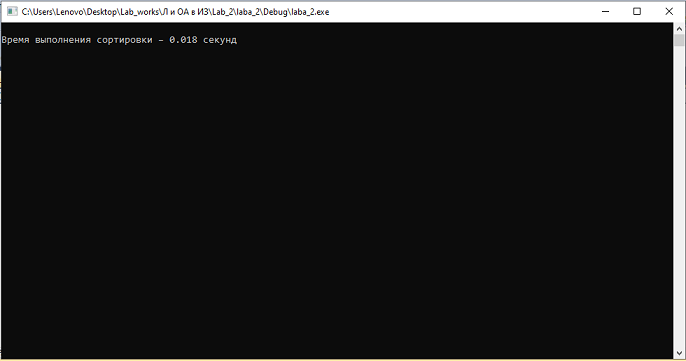 C:\Users\Lenovo\Desktop\Lab_works\Л и ОА в ИЗ\Lab_2\laba_2\Debug\laba_2.exe
Время выполнения сортировки – 0.018 секунд